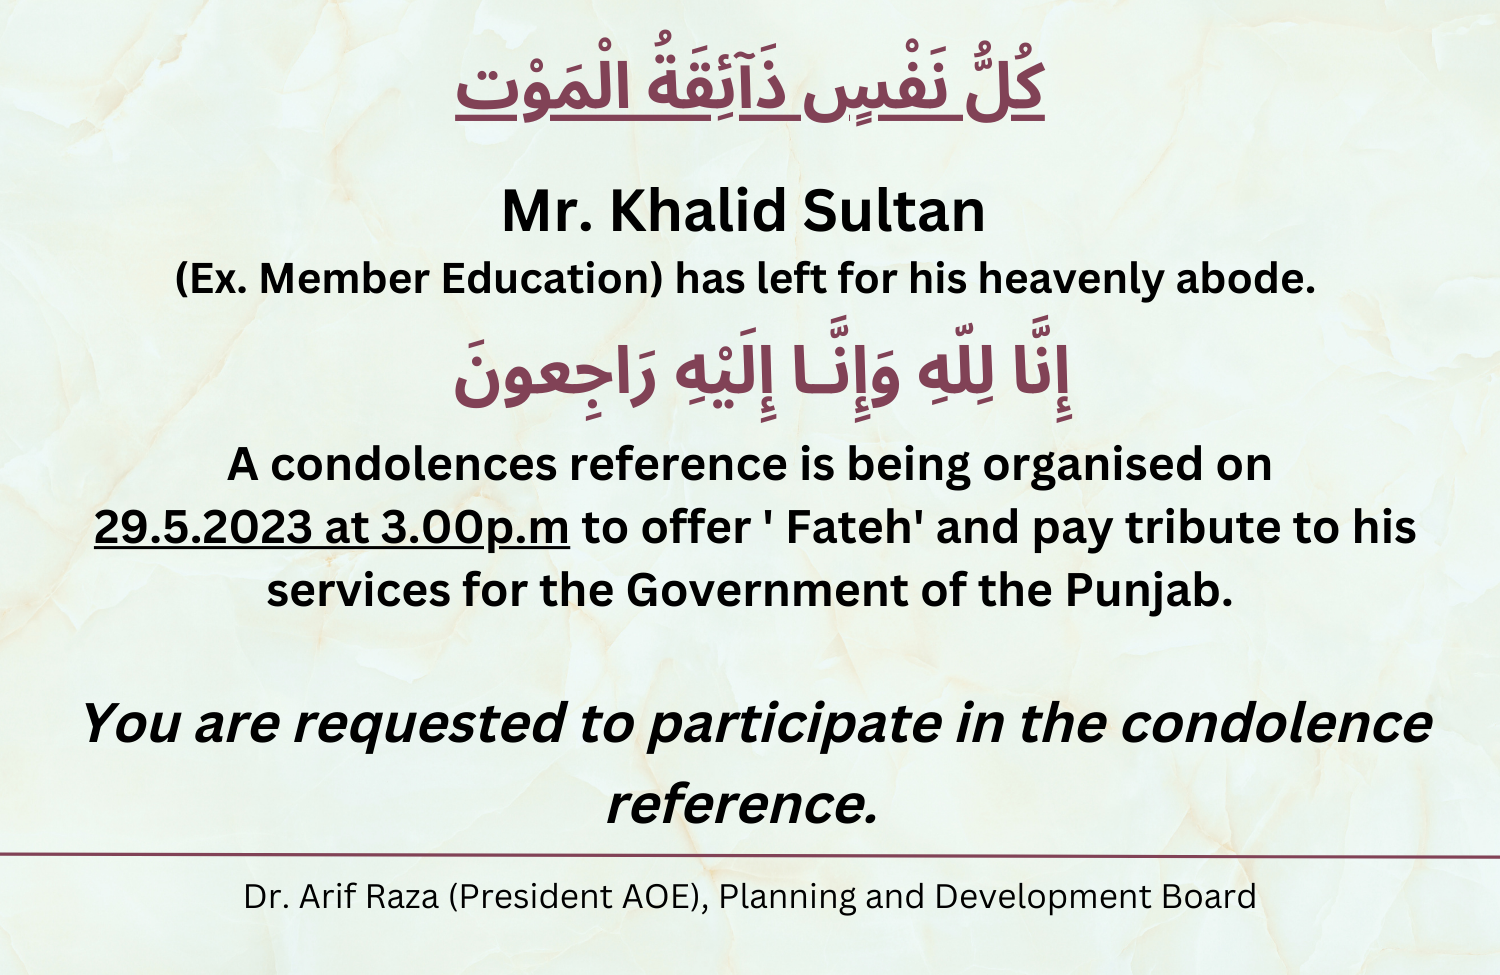 كُلُّ نَفْسٍ ذَآئِقَةُ الْمَوْت
Mr. Khalid Sultan
(Ex. Member Education) has left for his heavenly abode.
إِنَّا لِلّهِ وَإِنَّـا إِلَيْهِ رَاجِعونَ
A condolences reference is being organised on
29.5.2023 at 3.00p.m to offer ' Fateh' and pay tribute to his
services for the Government of the Punjab.
You are requested to participate in the condolence
reference.
Dr. Arif Raza (President AOE), Planning and Development Board